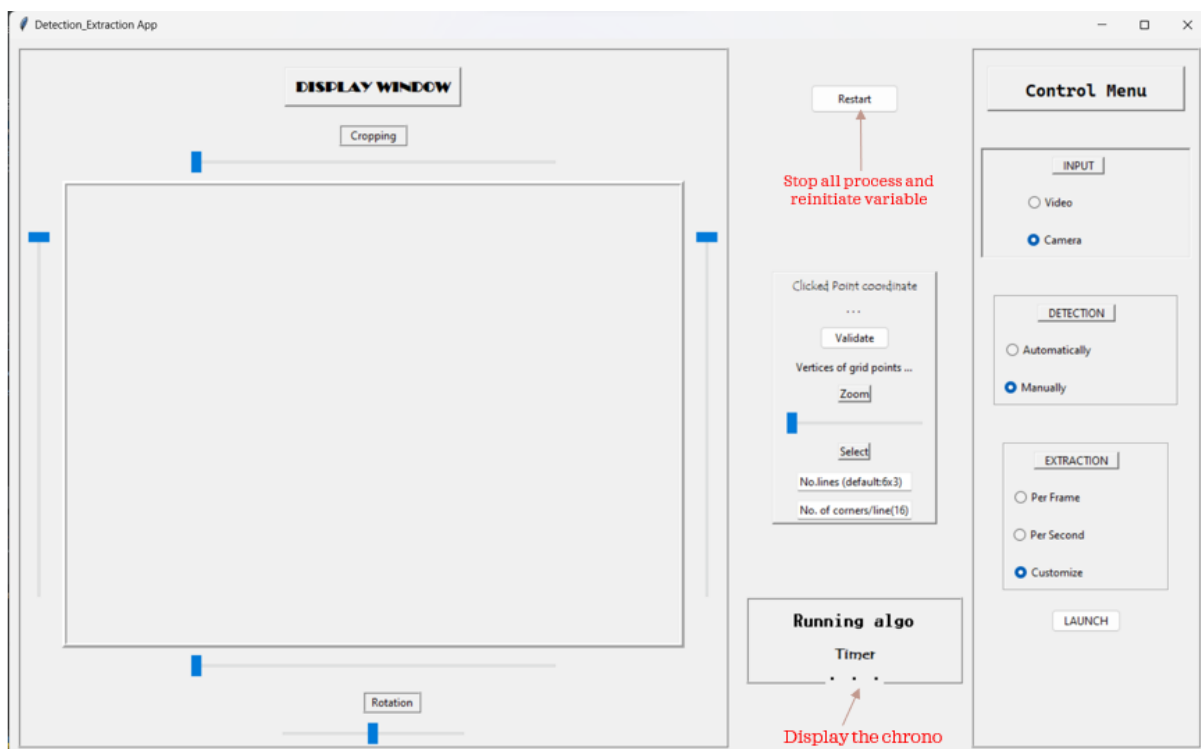 Detection_Extraction App
DISPLAY WINDOW
Cropping
Rotation
Restart
Stop all process and
reinitiate variable
Clicked Point coordinate
...
Validate
Vertices of grid points ...
Zoom
Select
No.lines (default:6x3)
No. of corners/line(16)
Running algo
Timer
. . .
Display the chrono
Control Menu
INPUT
Video
Camera
DETECTION
Automatically
Manually
EXTRACTION
Per Frame
Per Second
Customize
LAUNCH